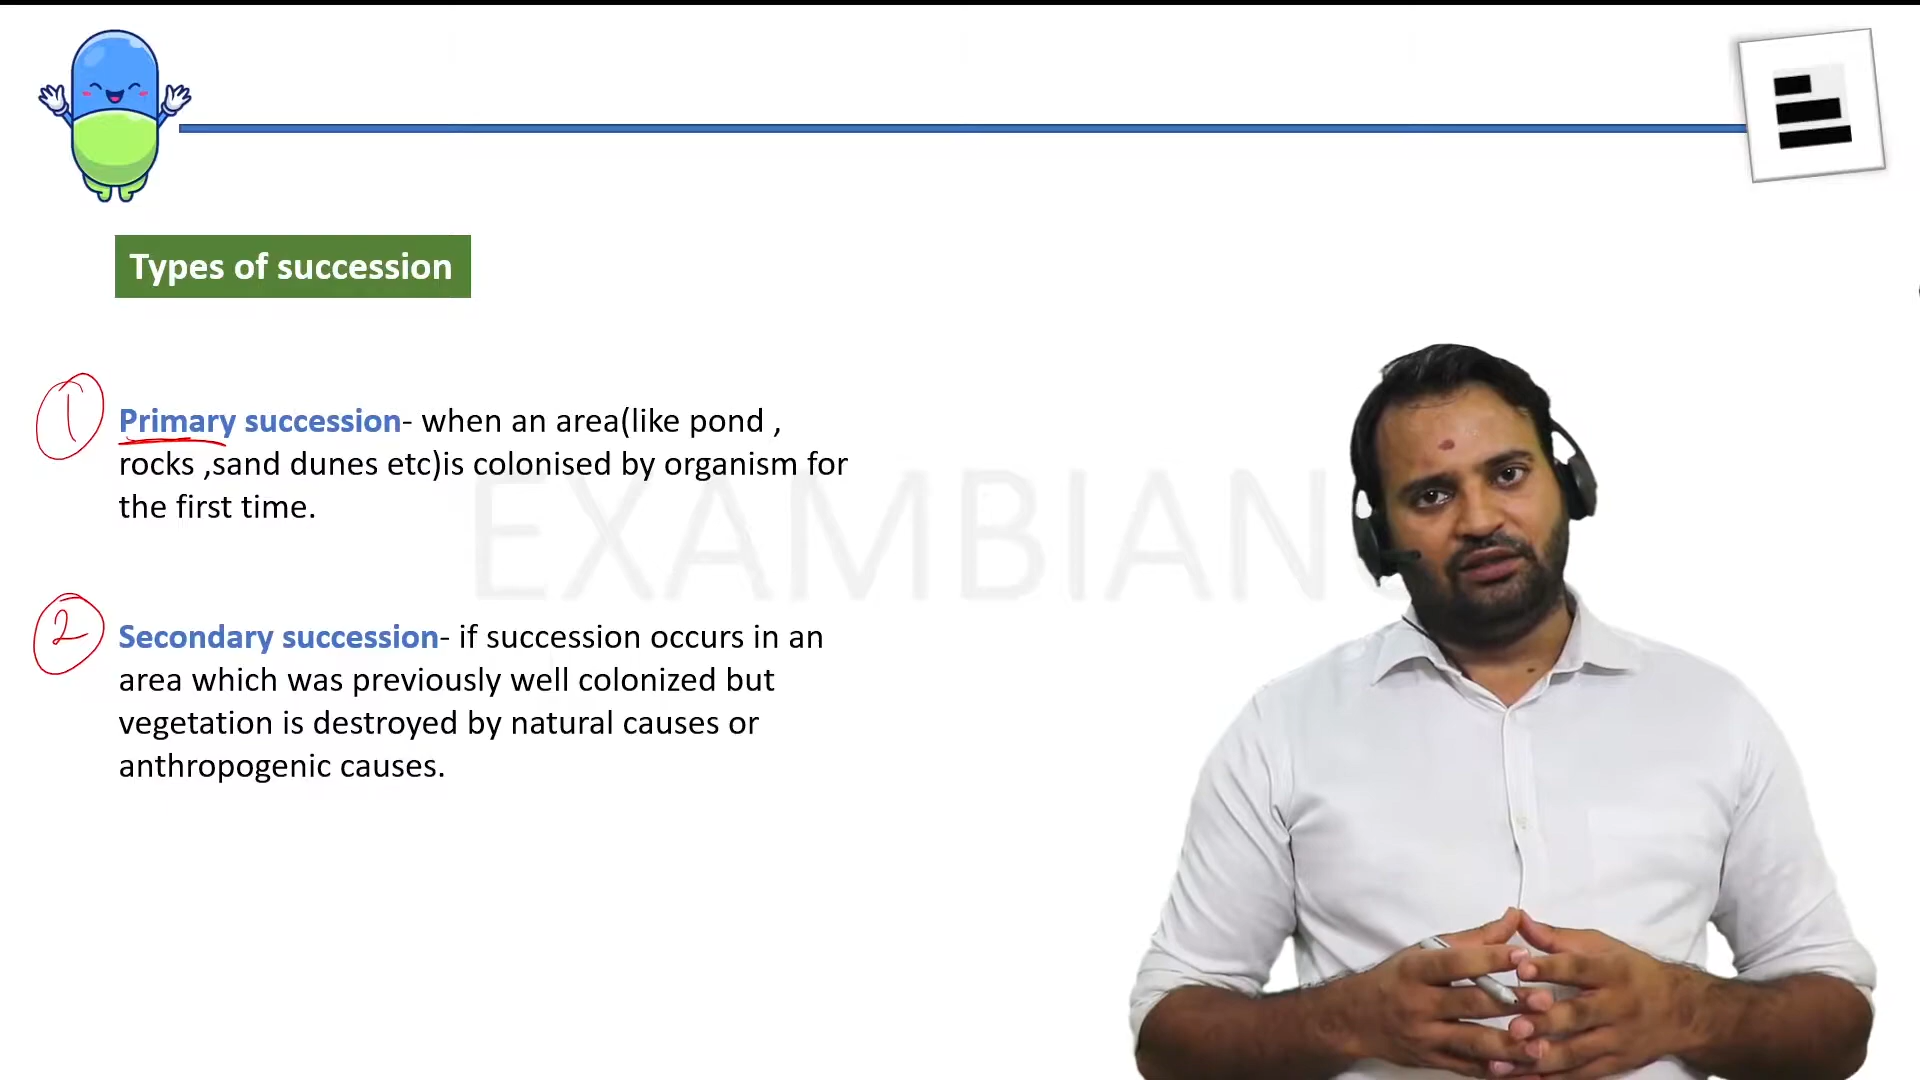 Types of succession
1
Primary succession- when an area(like pond ,
rocks ,sand dunes etc)is colonised by organism for
the first time.
EXAMBIAN
2
Secondary succession- if succession occurs in an
area which was previously well colonized but
vegetation is destroyed by natural causes or
anthropogenic causes.